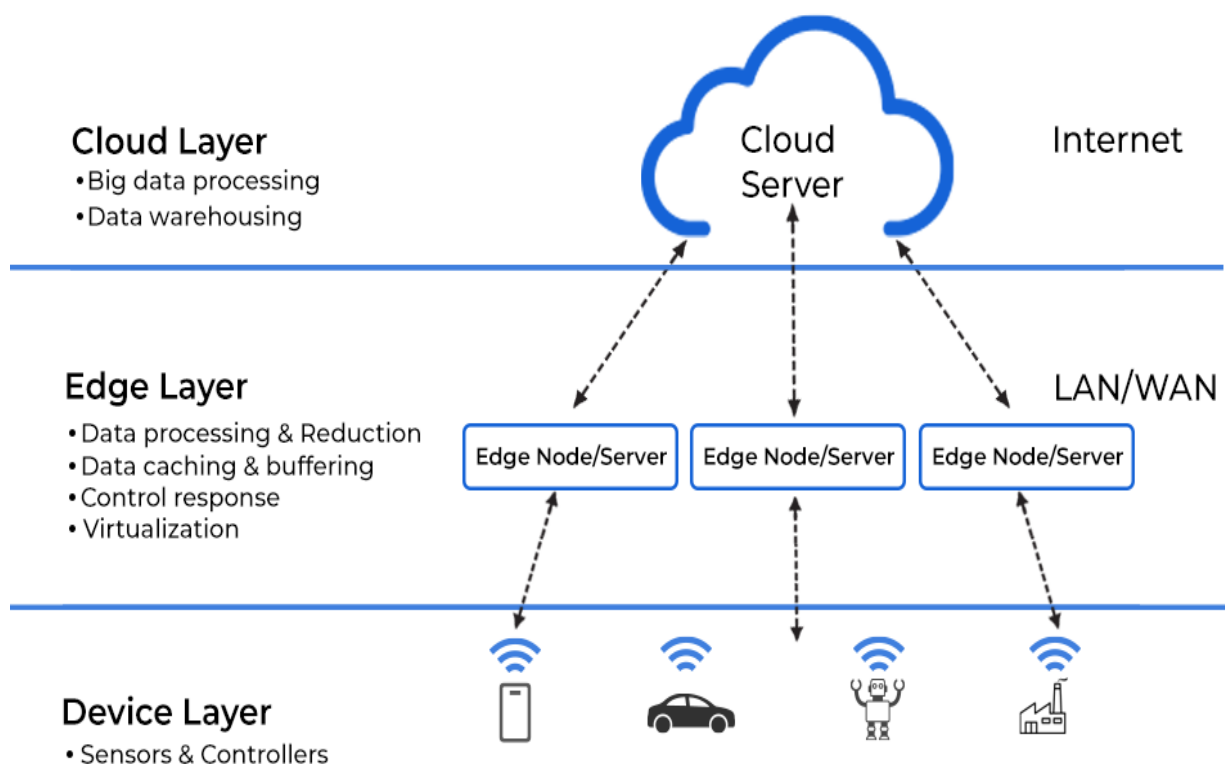 Cloud Layer
• Big data processing
• Data warehousing
Cloud
Server
Internet
Edge Layer
• Data processing & Reduction
• Data caching & buffering
• Control response
• Virtualization
LAN/WAN
Edge Node/Server
Edge Node/Server
Edge Node/Server
Device Layer
• Sensors & Controllers